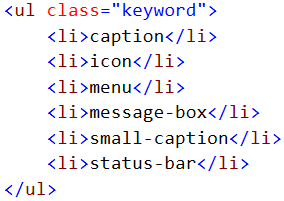 <ul class="keyword">
    <li>caption</li>
    <li>icon</li>
    <li>menu</li>
    <li>message-box</li>
    <li>small-caption</li>
    <li>status-bar</li>
</ul>